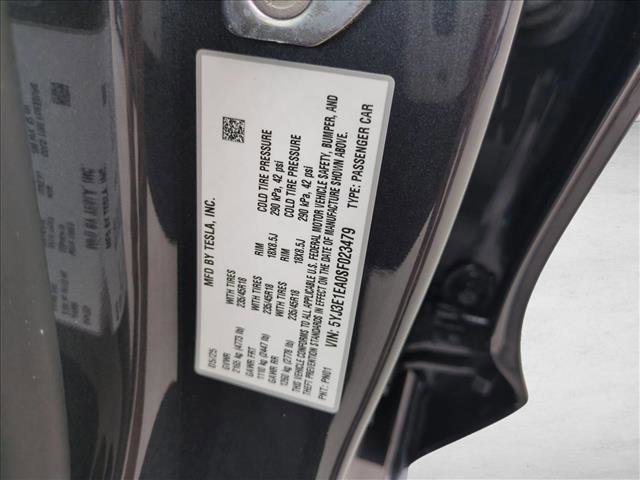 MFD BY TESLA, INC.
GVWR
2165 kg (4773 lb)
GAWR FRT WITH TIRES RIM COLD TIRE PRESSURE
1110 kg (2447 lb) 235/45R18 18X8.5J 290 kPa, 42 psi
GAWR RR WITH TIRES RIM COLD TIRE PRESSURE
1260 kg (2778 lb) 235/45R18 18X8.5J 290 kPa, 42 psi
THIS VEHICLE CONFORMS TO ALL APPLICABLE U.S. FEDERAL MOTOR VEHICLE SAFETY, BUMPER, AND
THEFT PREVENTION STANDARDS IN EFFECT ON THE DATE OF MANUFACTURE SHOWN ABOVE.
PKT: PN01 VIN: 5YJ3E1EA0SF023479 TYPE: PASSENGER CAR